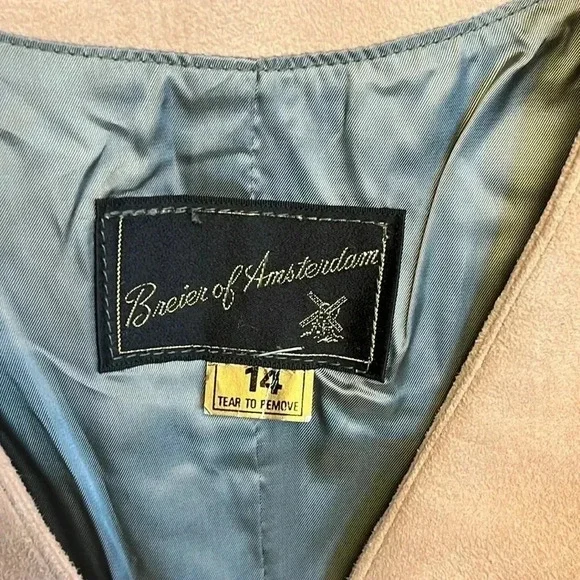 Breier of Amsterdam
14
TEAR TO REMOVE